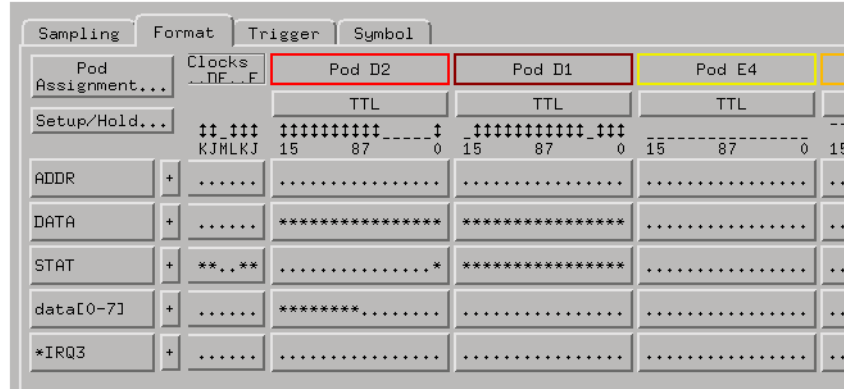 Sampling Format Trigger Symbol
Pod Assignment... Clocks Pod D2 Pod D1 Pod E4
TTL TTL TTL
Setup/Hold...
KJMLKJ 15 87 0 15 87 0 15 87 0 15
ADDR + ...... ................ ................ ................ ..
DATA + ...... **************** **************** ................ ..
STAT + **..** ...............* **************** ................ ..
data[0-7] + ...... ********........ ................ ................ ..
*IRQ3 + ...... ................ ................ ................ ..